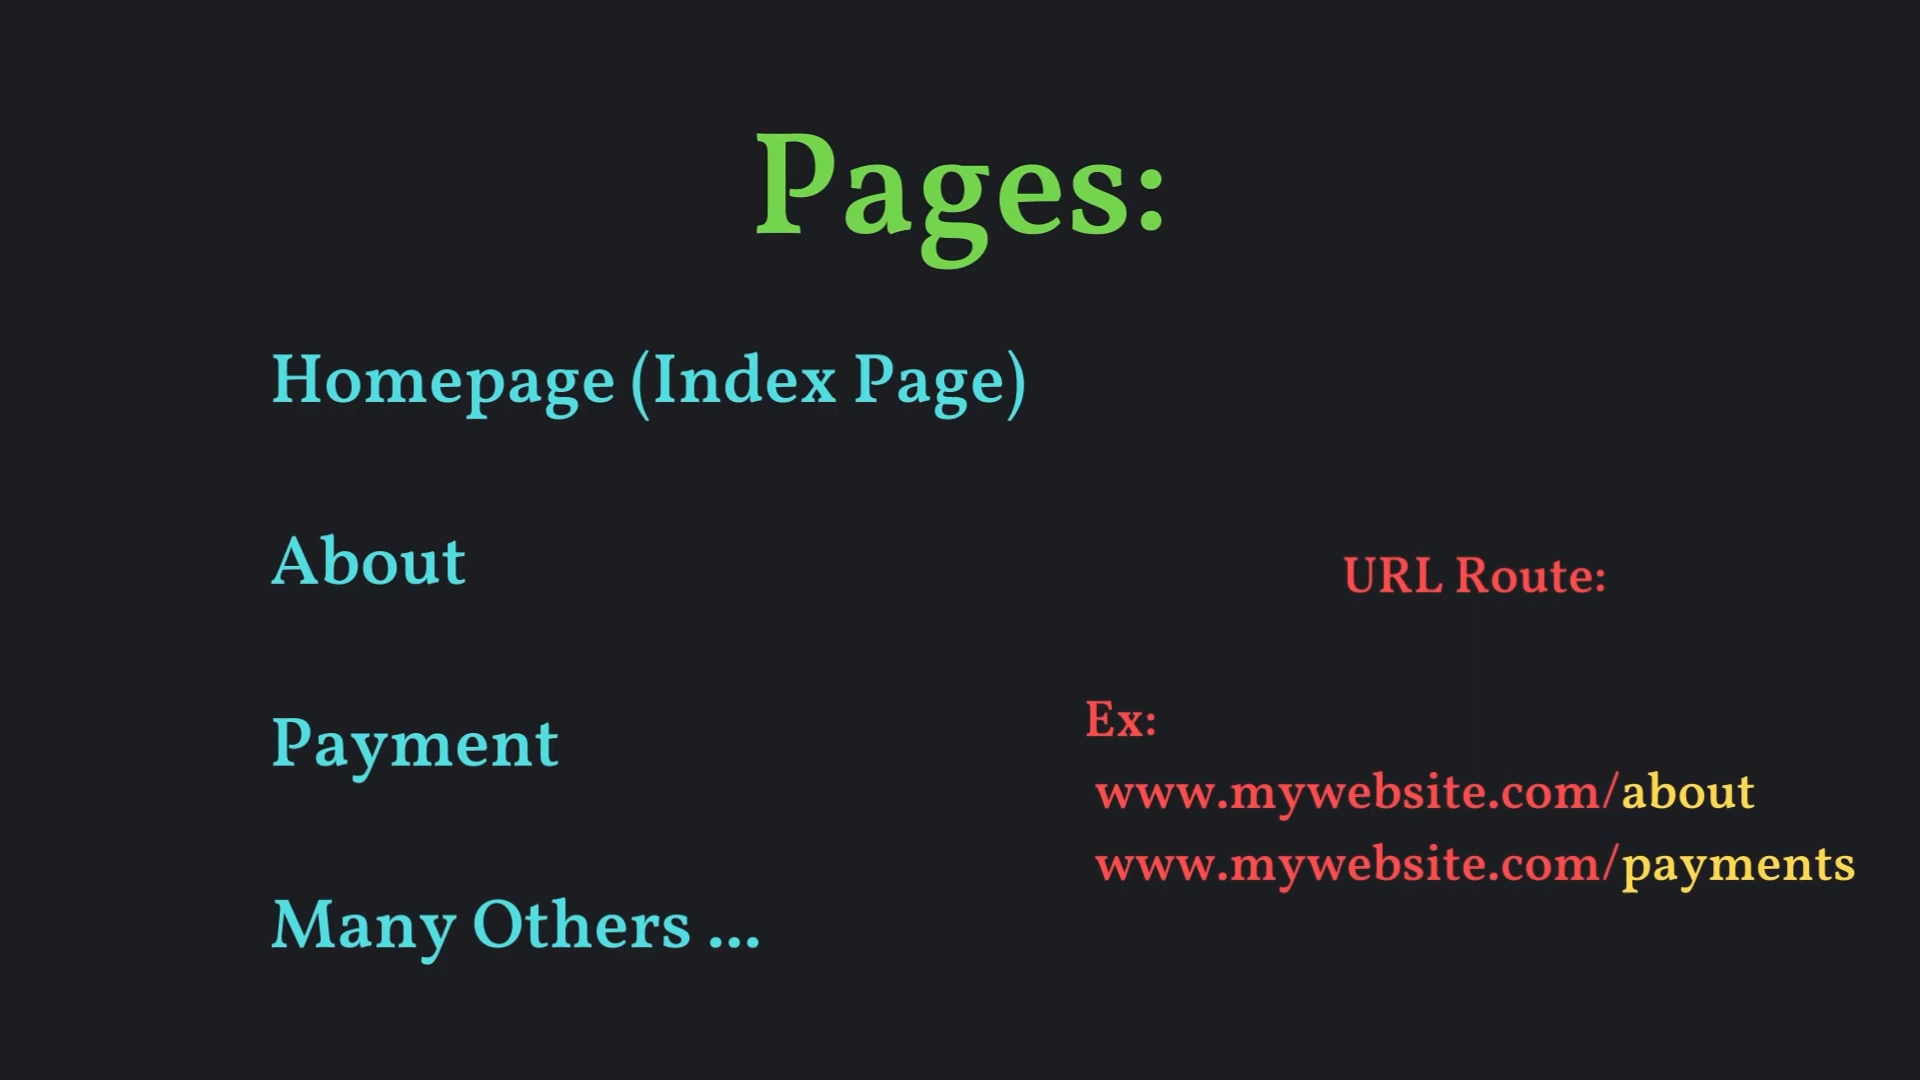 Pages:
Homepage (Index Page)
About
Payment
Many Others ...
URL Route:
Ex:
www.mywebsite.com/about
www.mywebsite.com/payments